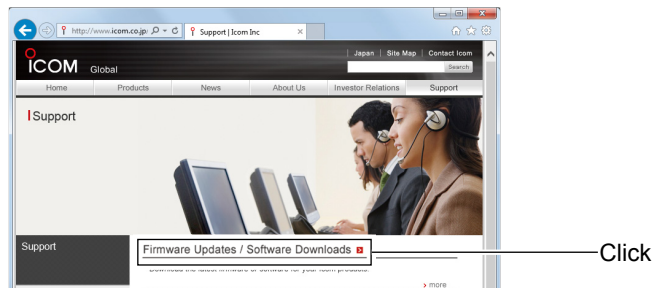 http://www.icom.co.jp/
Support | Icom Inc
Japan | Site Map | Contact Icom
ICOM Global
Search
Home Products News About Us Investor Relations Support
Support
Support
Firmware Updates / Software Downloads
Click
Download the latest firmware or software for your Icom products.
more